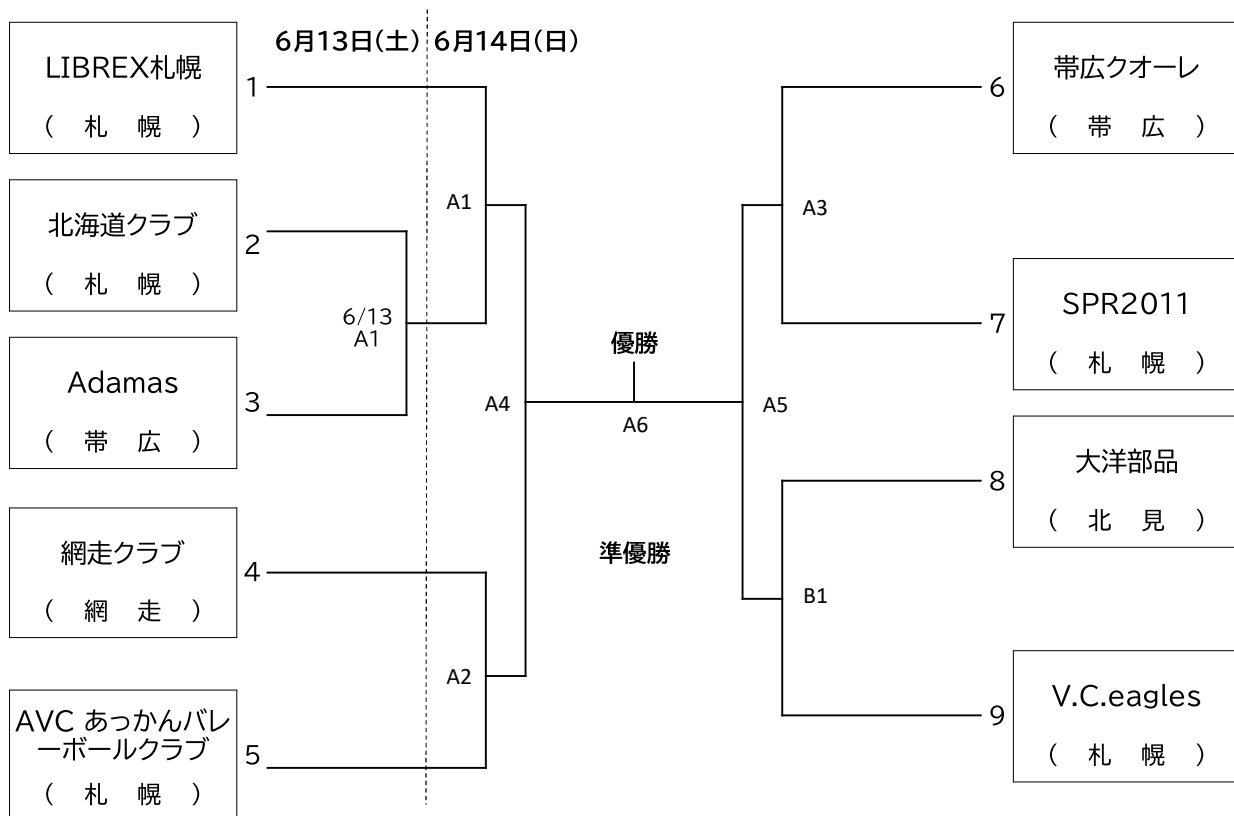 6月13日(土)
6月14日(日)
LIBREX札幌
( 札 幌 )
1
北海道クラブ
( 札 幌 )
2
Adamas
( 帯 広 )
3
網走クラブ
( 網 走 )
4
AVC あっかんバレ
ーボールクラブ
( 札 幌 )
5
6/13
A1
A1
A2
A4
優勝
A6
準優勝
A5
A3
B1
6
帯広クオーレ
( 帯 広 )
7
SPR2011
( 札 幌 )
8
大洋部品
( 北 見 )
9
V.C.eagles
( 札 幌 )